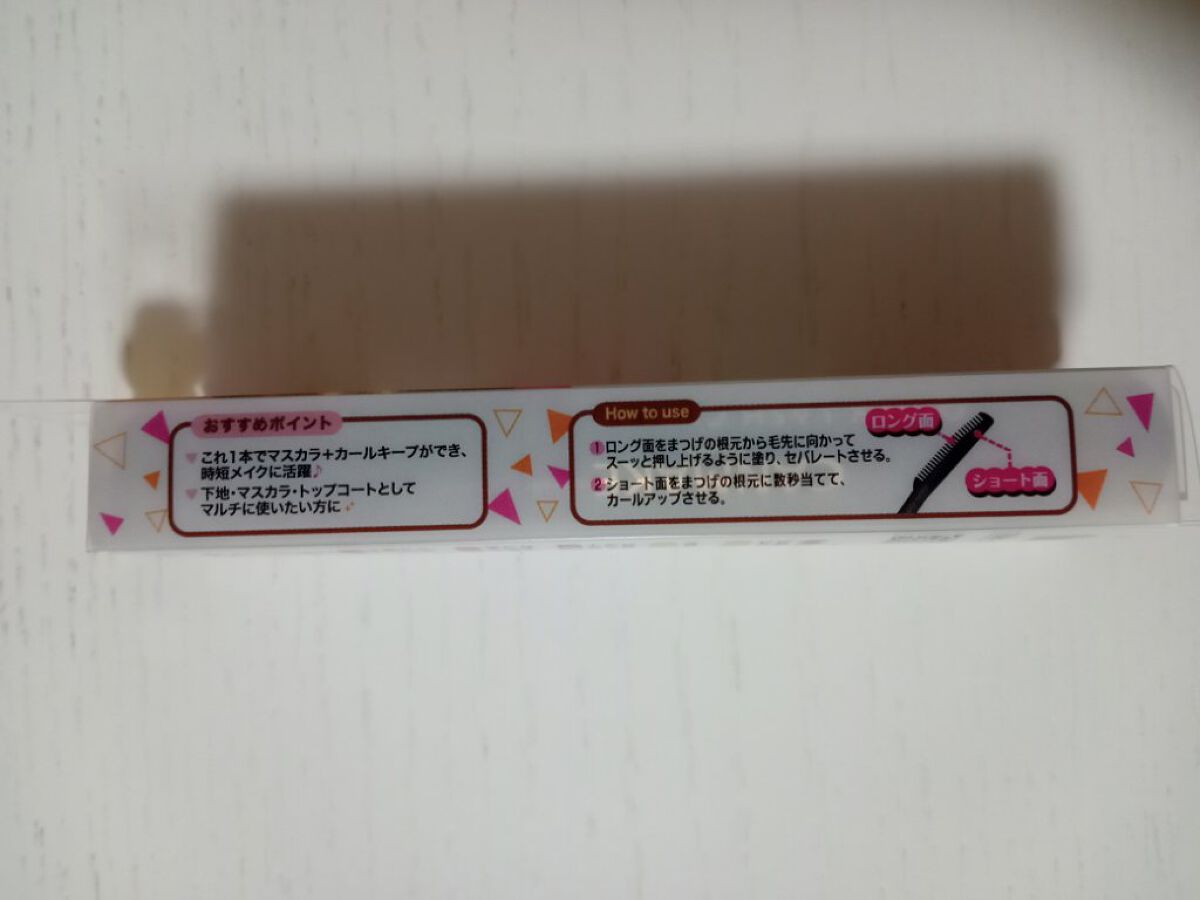 おすすめポイント
これ1本でマスカラ+カールキープができ、
時短メイクに活躍♪
下地・マスカラ・トップコートとして
マルチに使いたい方に
How to use
1 ロング面をまつげの根元から毛先に向かって
スーッと押し上げるように塗り、セパレートさせる。
2 ショート面をまつげの根元に数秒当てて、
カールアップさせる。
ロング面
ショート面